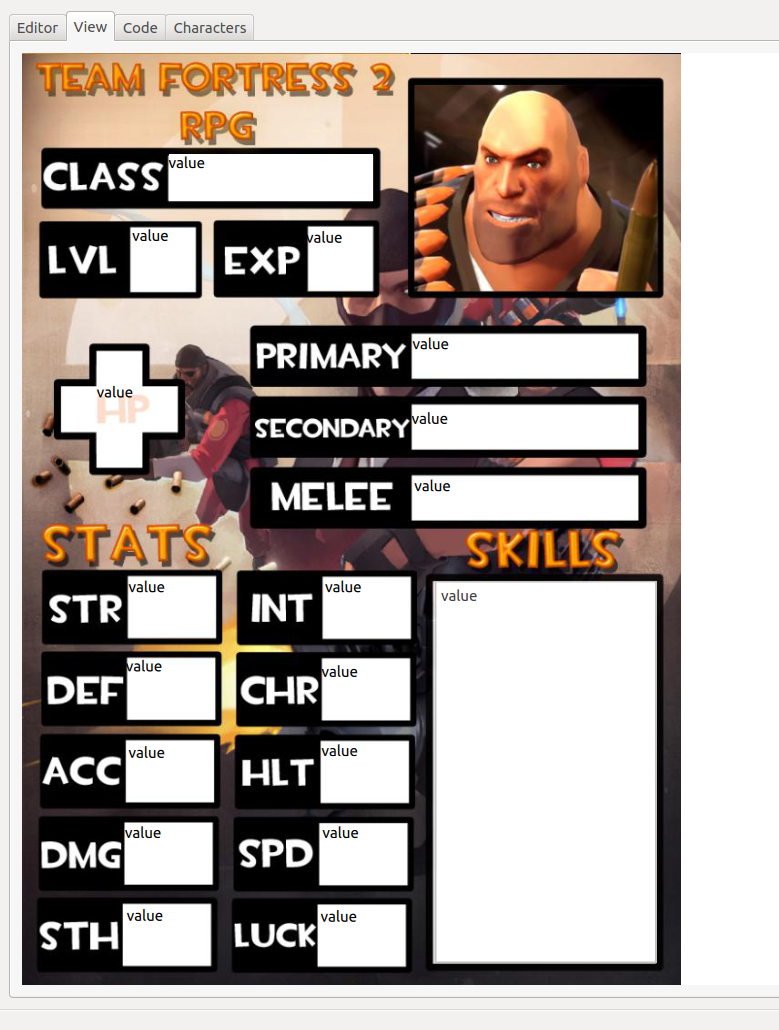 Editor View Code Characters
TEAM FORTRESS 2
RPG
CLASS value
LVL value EXP value
PRIMARY value
value
HP
SECONDARY value
MELEE value
STATS SKILLS
STR value INT value value
DEF value CHR value
ACC value HLT value
DMG value SPD value
STH value LUCK value